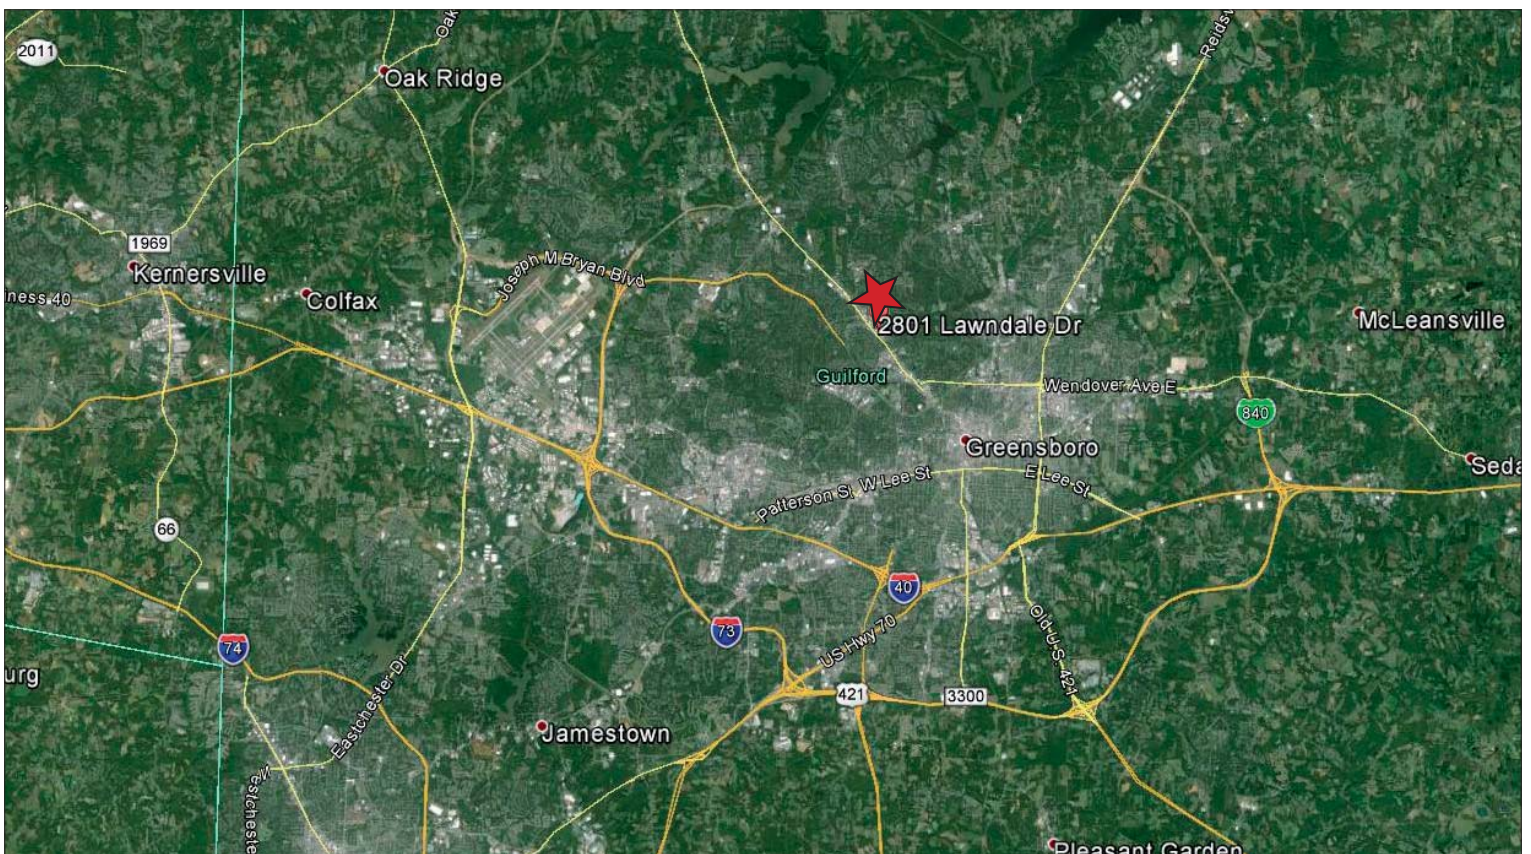 2011
Oak
Reidsv
Oak Ridge
1969
Kernersville
iness 40
Colfax
Joseph M Bryan Blvd
2801 Lawndale Dr
McLeansville
Guilford
Wendover Ave E
840
Greensboro
Seda
Patterson St W Lee St
E Lee St
66
40
73
74
US Hwy 70
Old U.S. 421
urg
Eastchester Dr
421
3300
Jamestown
Westcheste
Pleasant Garden